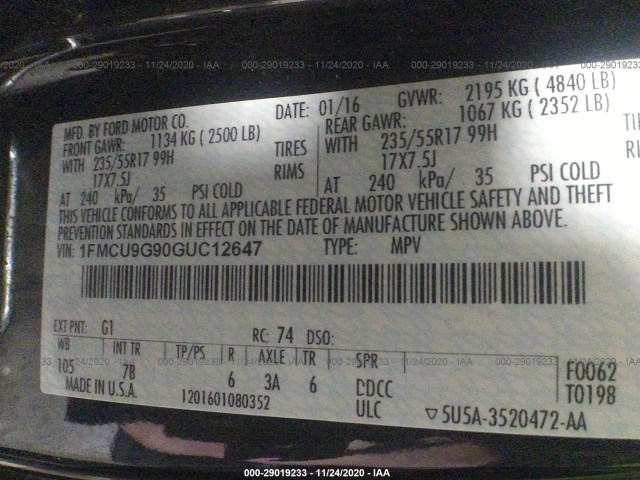 000-29019233 - 11/24/2020 - IAA
MFD. BY FORD MOTOR CO.
DATE: 01/16
GVWR: 2195 KG ( 4840 LB)
FRONT GAWR: 1134 KG ( 2500 LB)
REAR GAWR: 1067 KG ( 2352 LB)
WITH 235/55R17 99H TIRES
WITH 235/55R17 99H TIRES
17X7.5J RIMS
17X7.5J RIMS
AT 240 kPa/ 35 PSI COLD
AT 240 kPa/ 35 PSI COLD
THIS VEHICLE CONFORMS TO ALL APPLICABLE FEDERAL MOTOR VEHICLE SAFETY AND THEFT
PREVENTION STANDARDS IN EFFECT ON THE DATE OF MANUFACTURE SHOWN ABOVE.
VIN: 1FMCU9G90GUC12647
TYPE: MPV
EXT PNT: G1 RC: 74 DSO:
WB INT TR TP/PS R AXLE TR SPR
105 7B 6 3A 6 DDCC
F0062
T0198
MADE IN U.S.A.
1201601080352
ULC
5U5A-3520472-AA
000-29019233 - 11/24/2020 - IAA